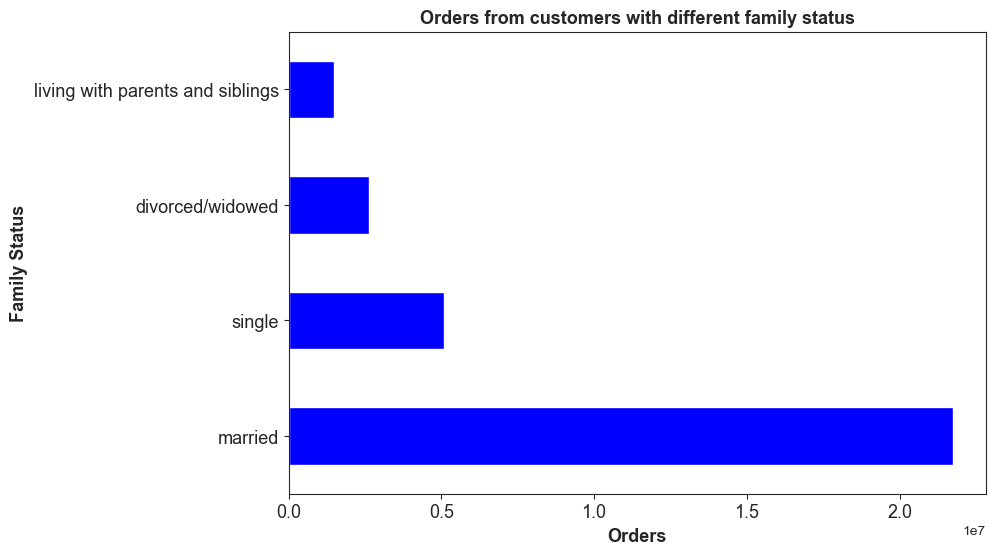 Orders from customers with different family status
living with parents and siblings
divorced/widowed
single
married
Family Status
0.0 0.5 1.0 1.5 2.0
1e7
Orders